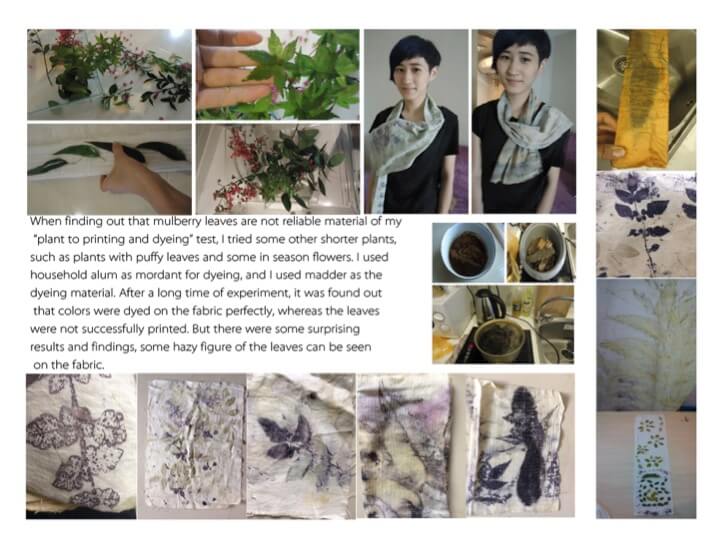 When finding out that mulberry leaves are not reliable material of my
"plant to printing and dyeing" test, I tried some other shorter plants,
such as plants with puffy leaves and some in season flowers. I used
household alum as mordant for dyeing, and I used madder as the
dyeing material. After a long time of experiment, it was found out
that colors were dyed on the fabric perfectly, whereas the leaves
were not successfully printed. But there were some surprising
results and findings, some hazy figure of the leaves can be seen
on the fabric.